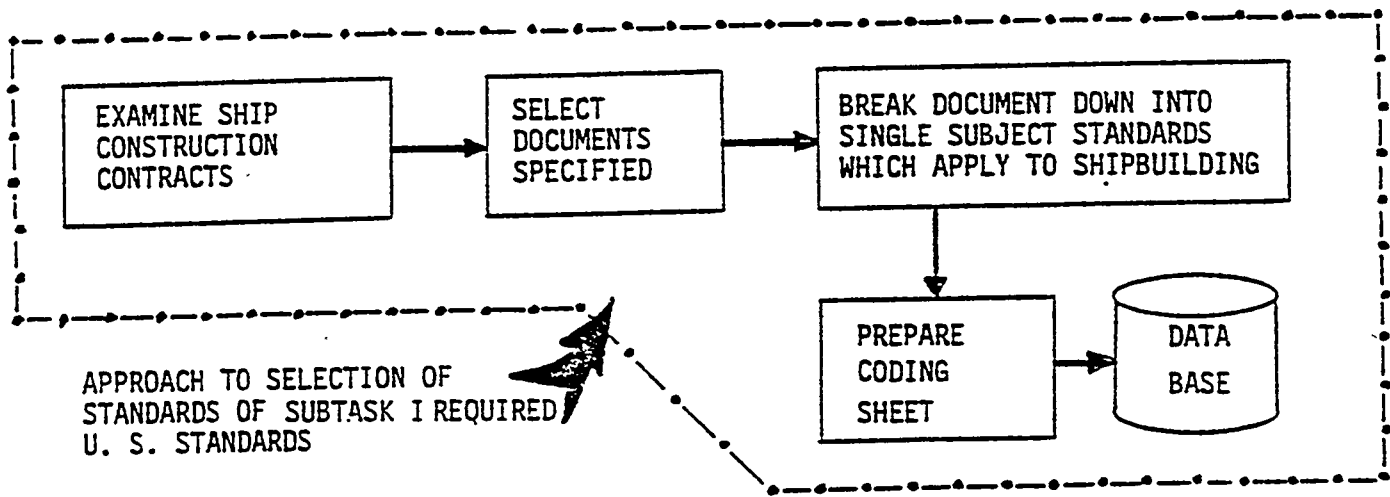 EXAMINE SHIP
CONSTRUCTION
CONTRACTS
SELECT
DOCUMENTS
SPECIFIED
BREAK DOCUMENT DOWN INTO
SINGLE SUBJECT STANDARDS
WHICH APPLY TO SHIPBUILDING
PREPARE
CODING
SHEET
DATA
BASE
APPROACH TO SELECTION OF
STANDARDS OF SUBTASK I REQUIRED
U. S. STANDARDS